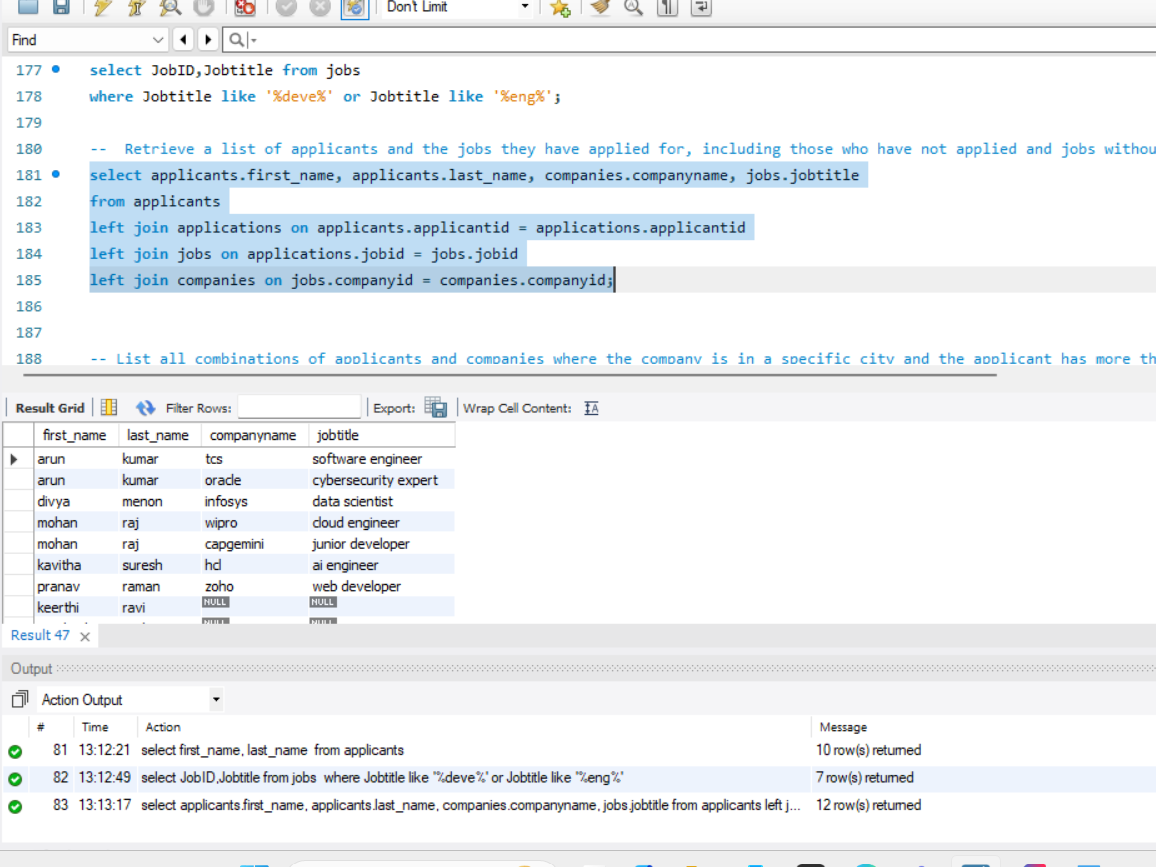 Don't Limit
Find
177 select JobID,Jobtitle from jobs
178 where Jobtitle like '%deve%' or Jobtitle like '%eng%';
179
180 -- Retrieve a list of applicants and the jobs they have applied for, including those who have not applied and jobs withou
181 select applicants.first_name, applicants.last_name, companies.companyname, jobs.jobtitle
182 from applicants
183 left join applications on applicants.applicantid = applications.applicantid
184 left join jobs on applications.jobid = jobs.jobid
185 left join companies on jobs.companyid = companies.companyid;
186
187
188 -- List all combinations of applicants and companies where the company is in a specific city and the applicant has more th
Result Grid Filter Rows: Export: Wrap Cell Content: IA
first_name last_name companyname jobtitle
arun kumar tcs software engineer
arun kumar oracle cybersecurity expert
divya menon infosys data scientist
mohan raj wipro cloud engineer
mohan raj capgemini junior developer
kavitha suresh hcl ai engineer
pranav raman zoho web developer
keerthi ravi NULL NULL
NULL NULL
Result 47
Output
Action Output
# Time Action Message
81 13:12:21 select first_name, last_name from applicants 10 row(s) returned
82 13:12:49 select JobID,Jobtitle from jobs where Jobtitle like '%deve%' or Jobtitle like '%eng%' 7 row(s) returned
83 13:13:17 select applicants.first_name, applicants.last_name, companies.companyname, jobs.jobtitle from applicants left j... 12 row(s) returned